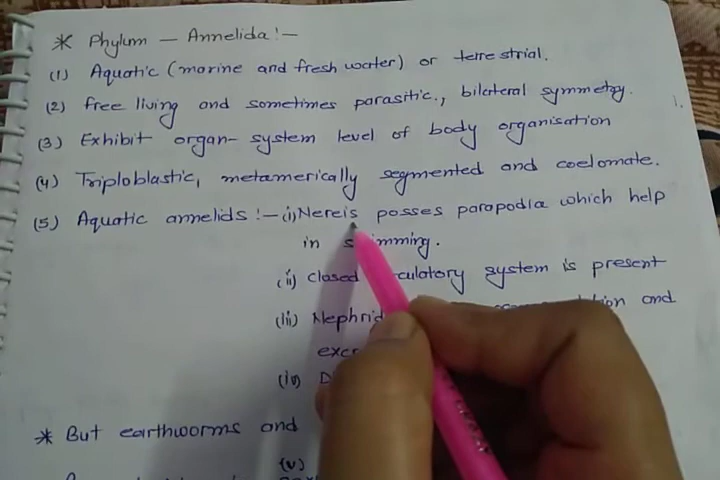 * Phylum — Annelida :-
(1) Aquatic (marine and fresh water) or terrestrial.
(2) free living and sometimes parasitic., bilateral symmetry.
(3) Exhibit organ- system level of body organisation
(4) Triploblastic, metamerically segmented and coelomate.
(5) Aquatic annelids :- (i) Nereis posses parapodia which help
in
(ii) closed system is present
(iii) and
(iv)
* But earthworms and
(v)